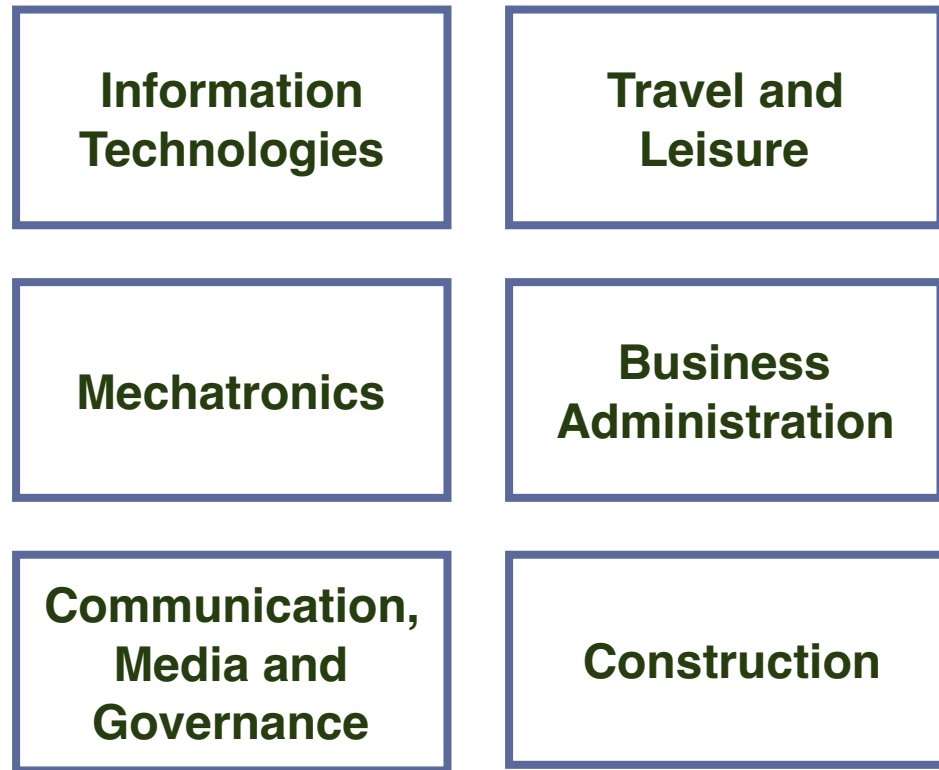 Information
Technologies
Travel and
Leisure
Mechatronics
Business
Administration
Communication,
Media and
Governance
Construction